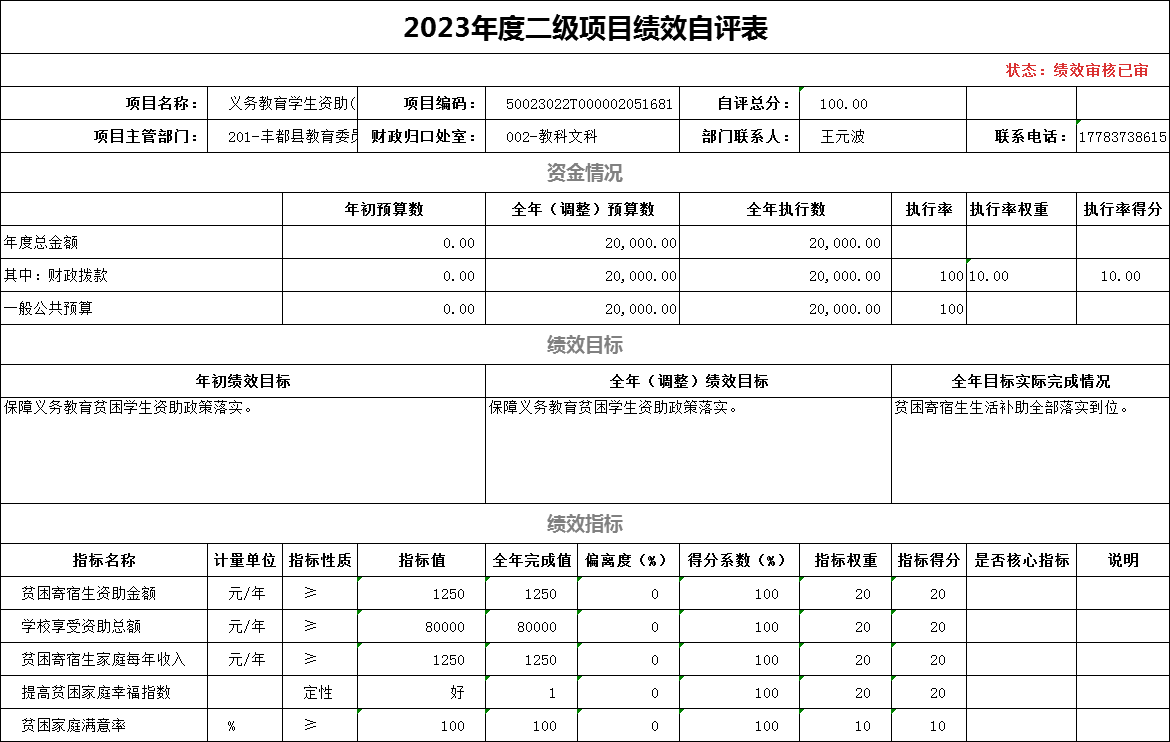 2023年度二级项目绩效自评表
状态：绩效审核已审
项目名称： 义务教育学生资助( 项目编码： 50023022T000002051681 自评总分： 100.00
项目主管部门： 201-丰都县教育委 财政归口处室： 002-教科文科 部门联系人： 王元波 联系电话： 17783738615
资金情况
年初预算数 全年（调整）预算数 全年执行数 执行率 执行率权重 执行率得分
年度总金额 0.00 20,000.00 20,000.00
其中：财政拨款 0.00 20,000.00 20,000.00 100 10.00 10.00
一般公共预算 0.00 20,000.00 20,000.00 100
绩效目标
年初绩效目标 全年（调整）绩效目标 全年目标实际完成情况
保障义务教育贫困学生资助政策落实。 保障义务教育贫困学生资助政策落实。 贫困寄宿生生活补助全部落实到位。
绩效指标
指标名称 计量单位 指标性质 指标值 全年完成值 偏离度（%） 得分系数（%） 指标权重 指标得分 是否核心指标 说明
贫困寄宿生资助金额 元/年 ≥ 1250 1250 0 100 20 20
学校享受资助总额 元/年 ≥ 80000 80000 0 100 20 20
贫困寄宿生家庭每年收入 元/年 ≥ 1250 1250 0 100 20 20
提高贫困家庭幸福指数 定性 好 1 0 100 20 20
贫困家庭满意率 % ≥ 100 100 0 100 10 10